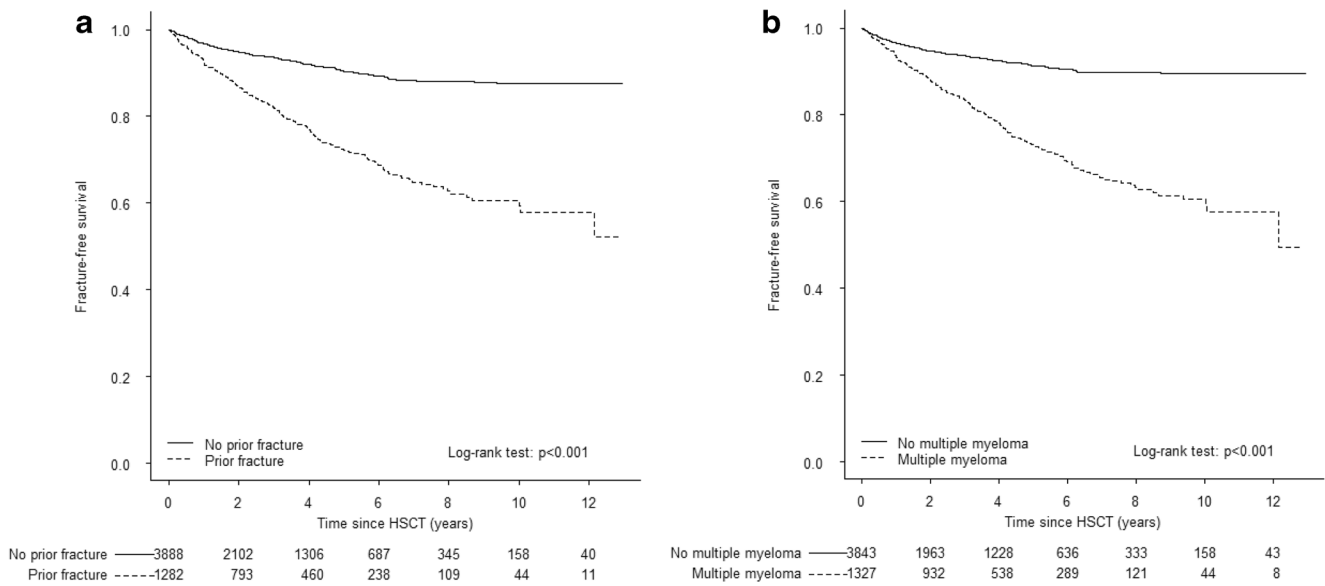 a
1.0
0.8
0.6
0.4
0.2
0.0
Fracture-free survival
No prior fracture
Prior fracture
Log-rank test: p<0.001
0 2 4 6 8 10 12
Time since HSCT (years)
No prior fracture 3888 2102 1306 687 345 158 40
Prior fracture 1282 793 460 238 109 44 11
b
1.0
0.8
0.6
0.4
0.2
0.0
Fracture-free survival
No multiple myeloma
Multiple myeloma
Log-rank test: p<0.001
0 2 4 6 8 10 12
Time since HSCT (years)
No multiple myeloma 3843 1963 1228 636 333 158 43
Multiple myeloma 1327 932 538 289 121 44 8